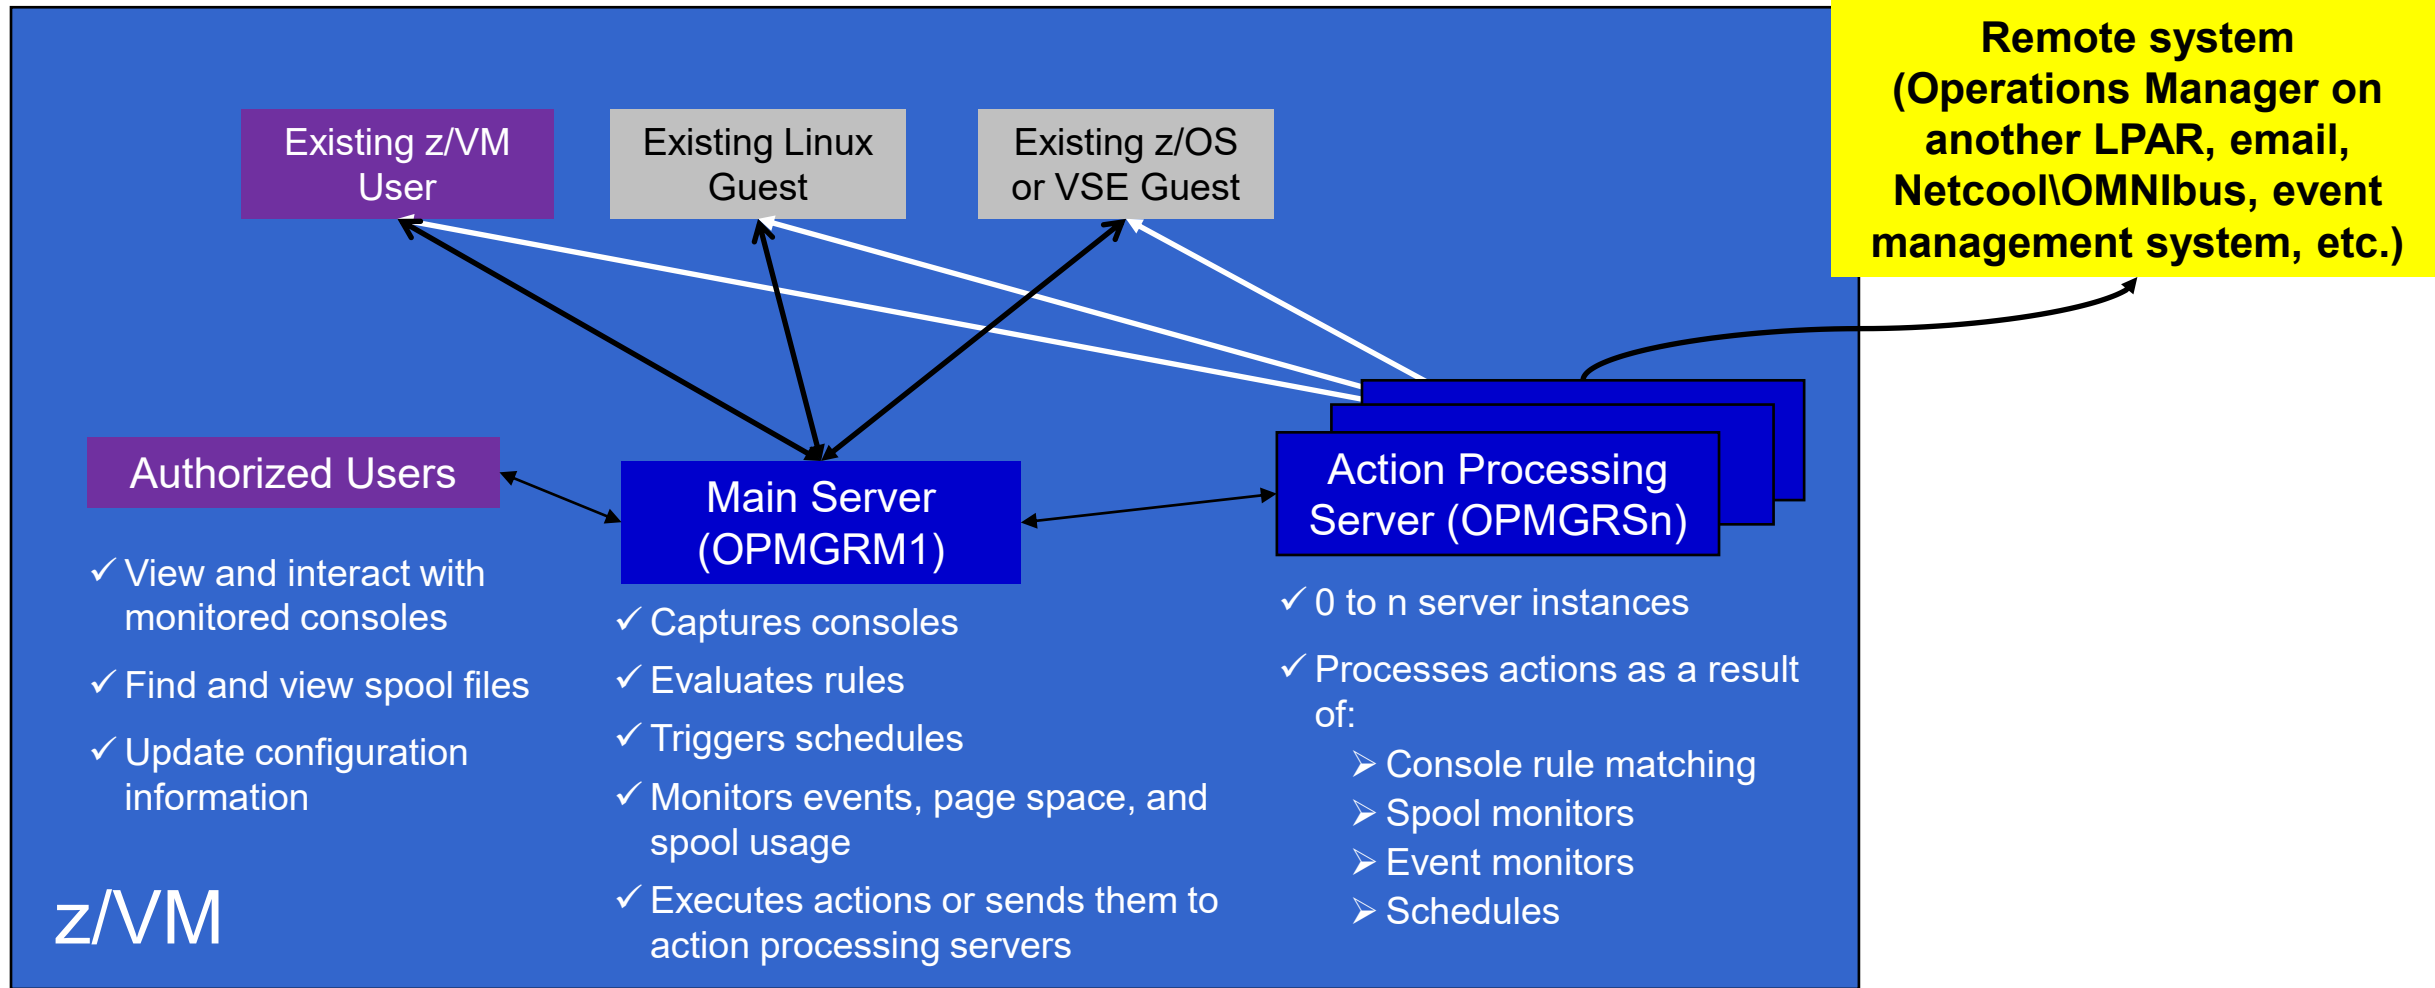 Remote system
(Operations Manager on
another LPAR, email,
Netcool\OMNIbus, event
management system, etc.)
Existing z/VM
User
Existing Linux
Guest
Existing z/OS
or VSE Guest
Authorized Users
✓ View and interact with
monitored consoles
✓ Find and view spool files
✓ Update configuration
information
Main Server
(OPMGRM1)
✓ Captures consoles
✓ Evaluates rules
✓ Triggers schedules
✓ Monitors events, page space, and
spool usage
✓ Executes actions or sends them to
action processing servers
Action Processing
Server (OPMGRSn)
✓ 0 to n server instances
✓ Processes actions as a result
of:
➢ Console rule matching
➢ Spool monitors
➢ Event monitors
➢ Schedules
z/VM